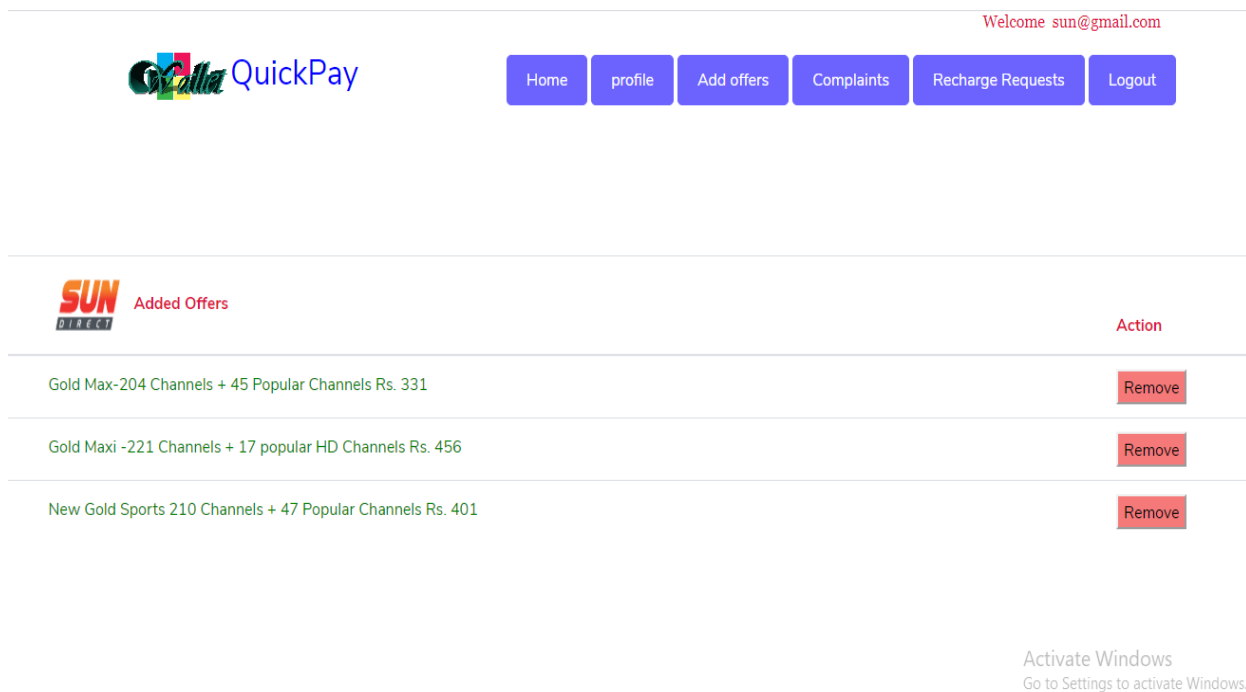 Welcome sun@gmail.com
QuickPay
Home profile Add offers Complaints Recharge Requests Logout
SUN
DIRECT
Added Offers
Action
Gold Max-204 Channels + 45 Popular Channels Rs. 331 Remove
Gold Maxi -221 Channels + 17 popular HD Channels Rs. 456 Remove
New Gold Sports 210 Channels + 47 Popular Channels Rs. 401 Remove
Activate Windows
Go to Settings to activate Windows.